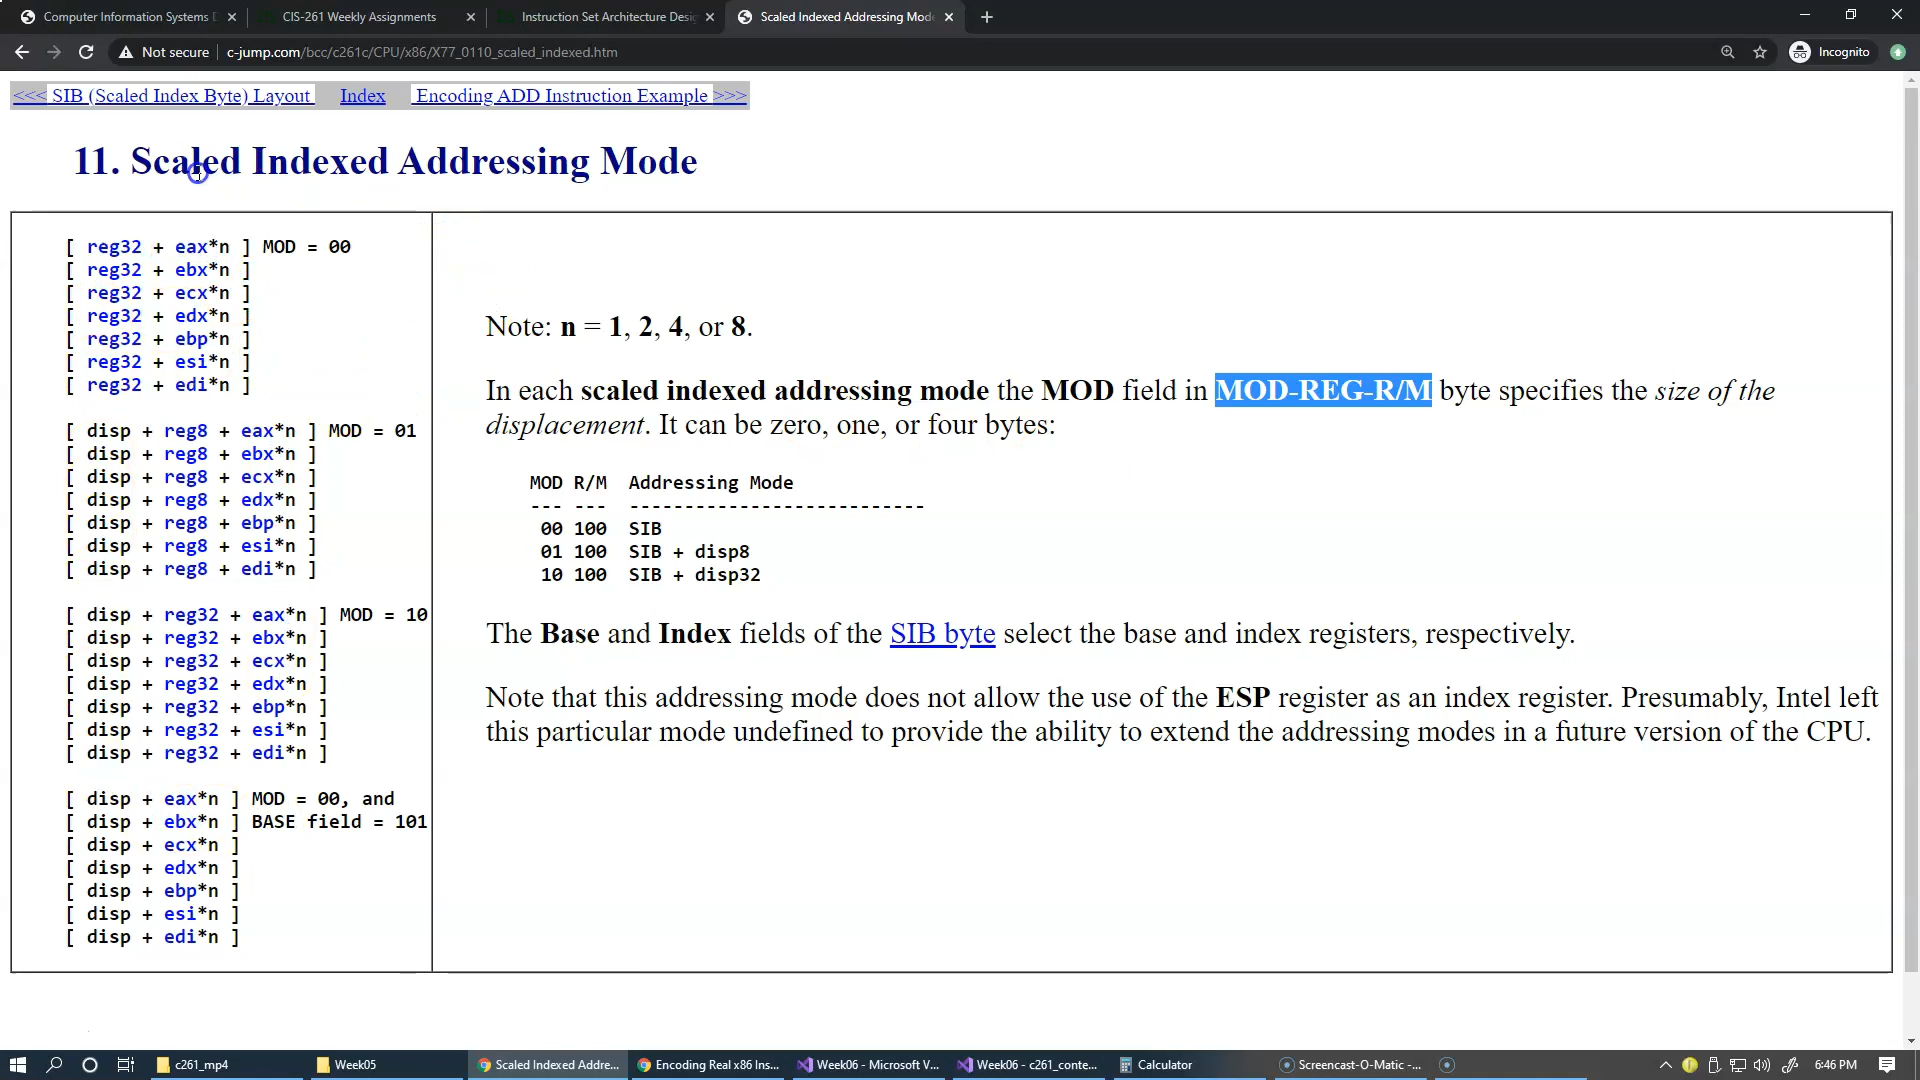 Computer Information Systems D
CIS-261 Weekly Assignments
Instruction Set Architecture Desig
Scaled Indexed Addressing Mode
Not secure
c-jump.com/bcc/c261c/CPU/x86/X77_0110_scaled_indexed.htm
Incognito
<<< SIB (Scaled Index Byte) Layout Index Encoding ADD Instruction Example >>>
11. Scaled Indexed Addressing Mode
[ reg32 + eax*n ] MOD = 00
[ reg32 + ebx*n ]
[ reg32 + ecx*n ]
[ reg32 + edx*n ]
[ reg32 + ebp*n ]
[ reg32 + esi*n ]
[ reg32 + edi*n ]
[ disp + reg8 + eax*n ] MOD = 01
[ disp + reg8 + ebx*n ]
[ disp + reg8 + ecx*n ]
[ disp + reg8 + edx*n ]
[ disp + reg8 + ebp*n ]
[ disp + reg8 + esi*n ]
[ disp + reg8 + edi*n ]
[ disp + reg32 + eax*n ] MOD = 10
[ disp + reg32 + ebx*n ]
[ disp + reg32 + ecx*n ]
[ disp + reg32 + edx*n ]
[ disp + reg32 + ebp*n ]
[ disp + reg32 + esi*n ]
[ disp + reg32 + edi*n ]
[ disp + eax*n ] MOD = 00, and
[ disp + ebx*n ] BASE field = 101
[ disp + ecx*n ]
[ disp + edx*n ]
[ disp + ebp*n ]
[ disp + esi*n ]
[ disp + edi*n ]
Note: n = 1, 2, 4, or 8.
In each scaled indexed addressing mode the MOD field in MOD-REG-R/M byte specifies the size of the
displacement. It can be zero, one, or four bytes:
MOD R/M Addressing Mode
--- --- ---------------------------
00 100 SIB
01 100 SIB + disp8
10 100 SIB + disp32
The Base and Index fields of the SIB byte select the base and index registers, respectively.
Note that this addressing mode does not allow the use of the ESP register as an index register. Presumably, Intel left
this particular mode undefined to provide the ability to extend the addressing modes in a future version of the CPU.
c261_mp4
Week05
Scaled Indexed Addre...
Encoding Real x86 Ins...
Week06 - Microsoft V...
Week06 - c261_conte...
Calculator
Screencast-O-Matic -...
6:46 PM